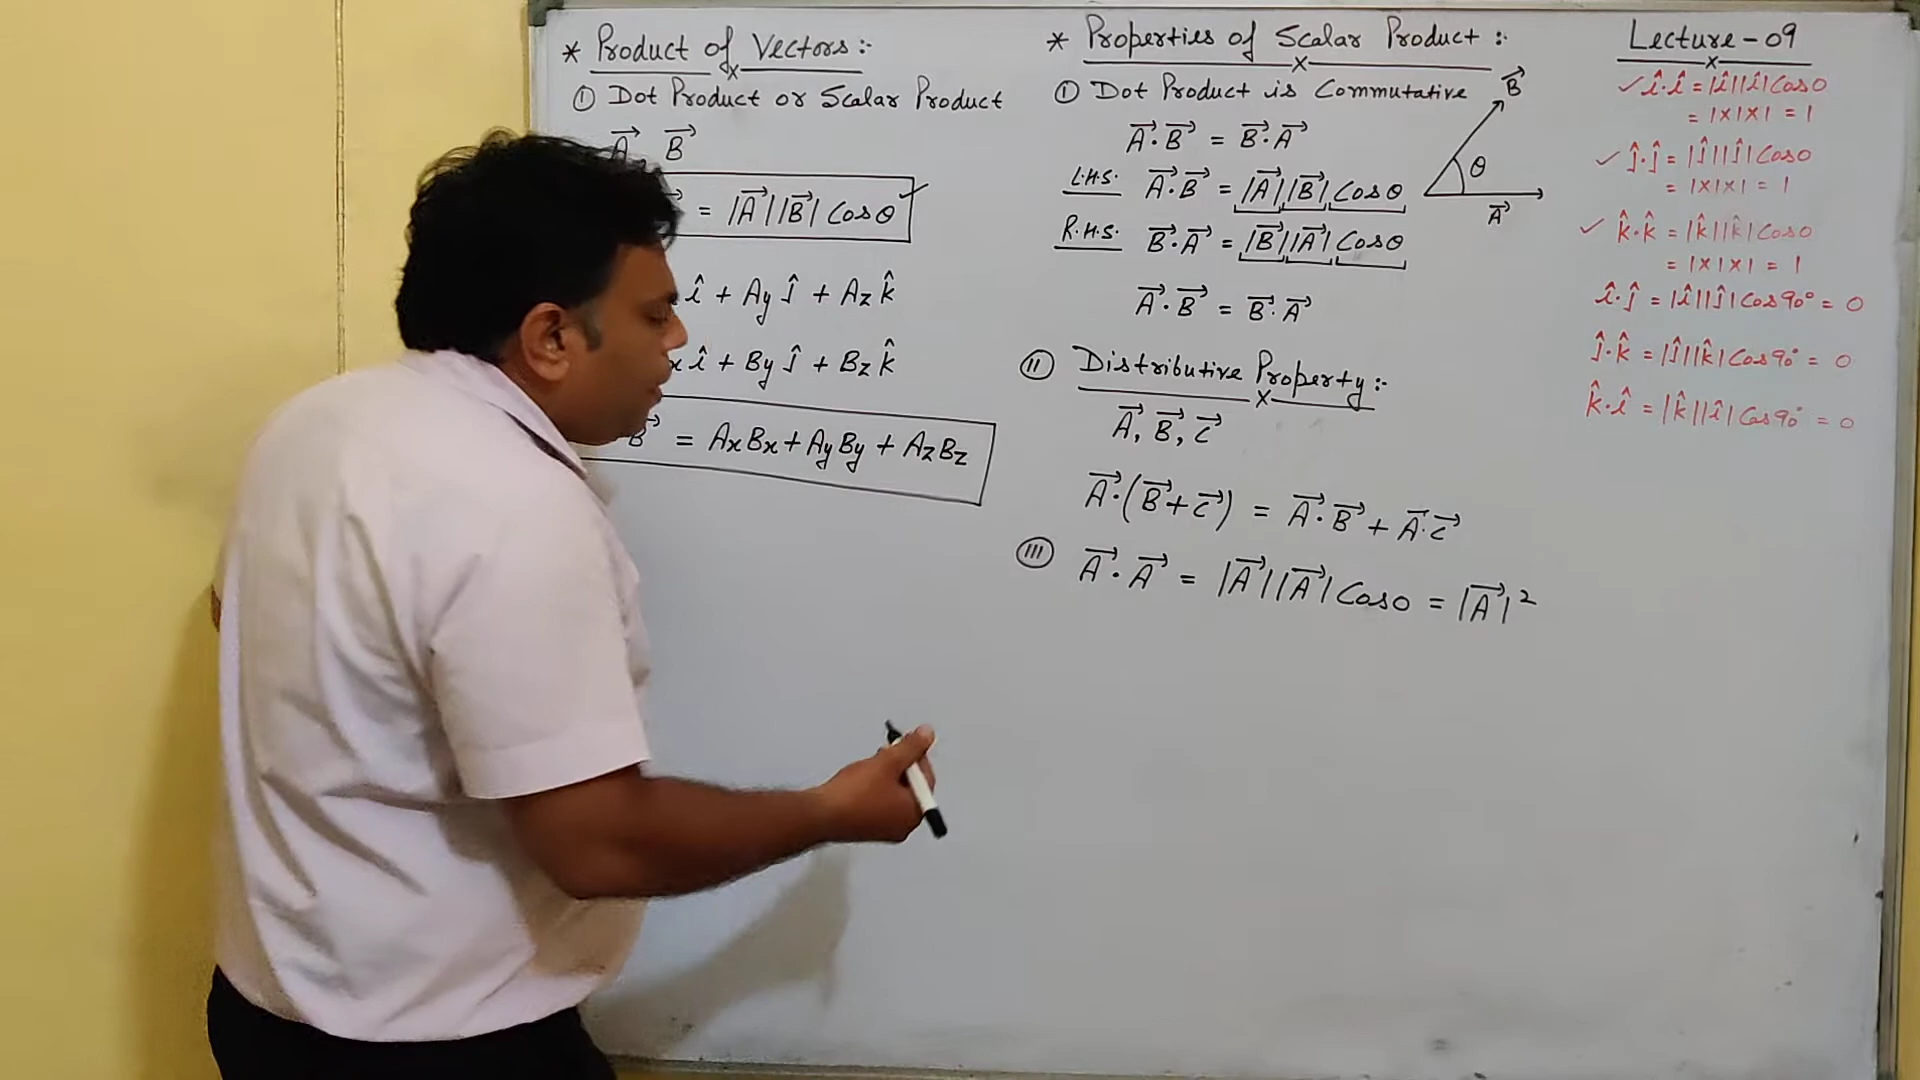 * Product of Vectors:-
① Dot Product or Scalar Product
A⃗, B⃗
= |A⃗||B⃗| Cosθ
î + Ay ĵ + Az k̂
x î + By ĵ + Bz k̂
B⃗ = AxBx + AyBy + AzBz
* Properties of Scalar Product :-
① Dot Product is Commutative
A⃗·B⃗ = B⃗·A⃗
L.H.S. A⃗·B⃗ = |A⃗||B⃗| Cosθ
R.H.S. B⃗·A⃗ = |B⃗||A⃗| Cosθ
A⃗·B⃗ = B⃗·A⃗
B⃗
θ
A⃗
(II) Distributive Property:-
A⃗, B⃗, C⃗
A⃗·(B⃗+C⃗) = A⃗·B⃗ + A⃗·C⃗
(III) A⃗·A⃗ = |A⃗||A⃗| Cos0 = |A⃗|²
Lecture-09
✓ î·î = |î||î| Cos0
= 1×1×1 = 1
✓ ĵ·ĵ = |ĵ||ĵ| Cos0
= 1×1×1 = 1
✓ k̂·k̂ = |k̂||k̂| Cos0
= 1×1×1 = 1
î·ĵ = |î||ĵ| Cos90° = 0
ĵ·k̂ = |ĵ||k̂| Cos90° = 0
k̂·î = |k̂||î| Cos90° = 0